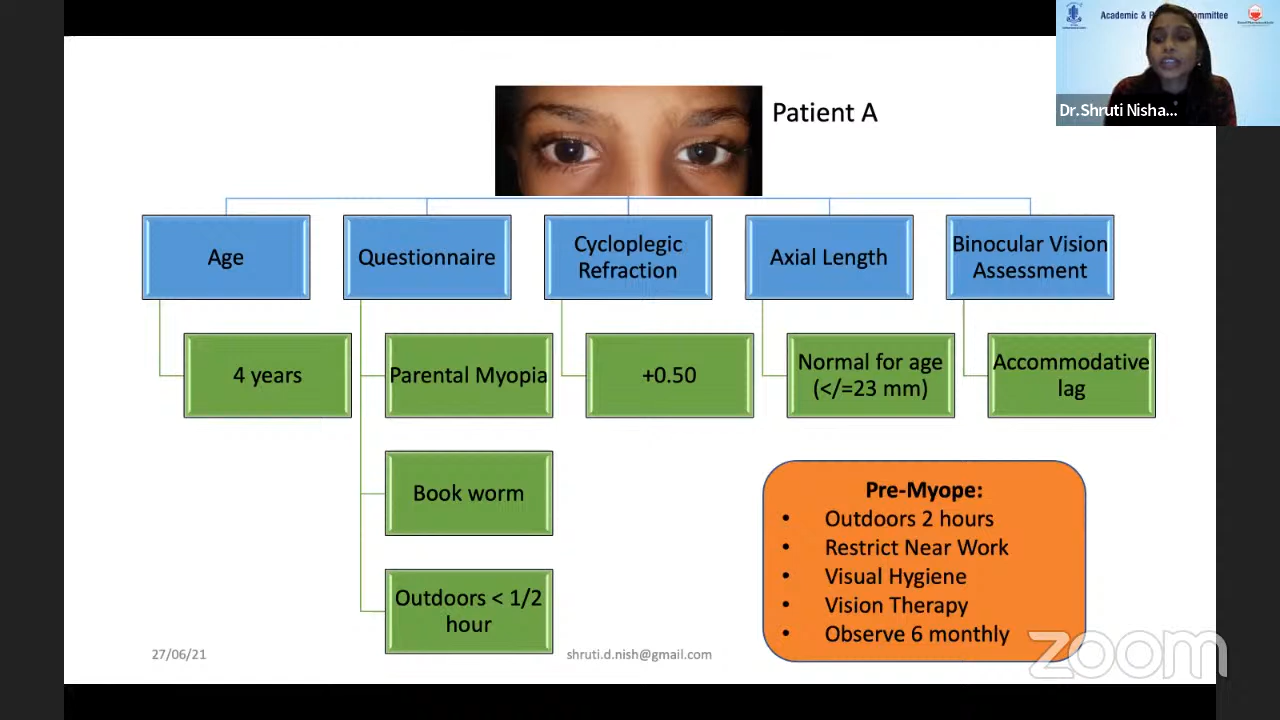 Academic &
mmittee
Dr.Shruti Nisha...
Patient A
Age
Questionnaire
Cycloplegic
Refraction
Axial Length
Binocular Vision
Assessment
4 years
Parental Myopia
+0.50
Normal for age
(</=23 mm)
Accommodative
lag
Book worm
Outdoors < 1/2
hour
Pre-Myope:
• Outdoors 2 hours
• Restrict Near Work
• Visual Hygiene
• Vision Therapy
• Observe 6 monthly
27/06/21
shruti.d.nish@gmail.com
zoom